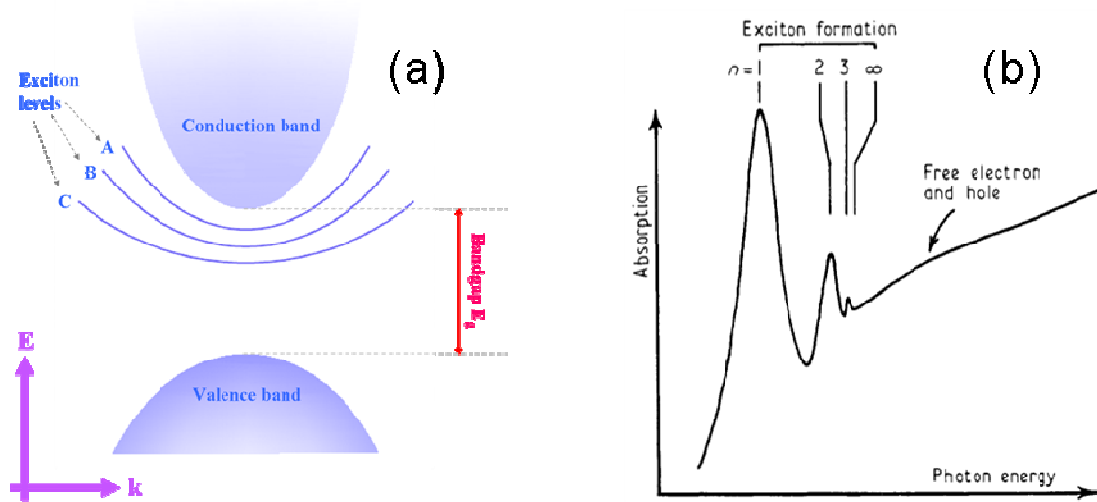 (a)
Exciton
levels
Conduction band
A
B
C
Bandgap Eg
E
Valence band
k
(b)
Exciton formation
n=1 2 3 ∞
Absorption
Free electron
and hole
Photon energy